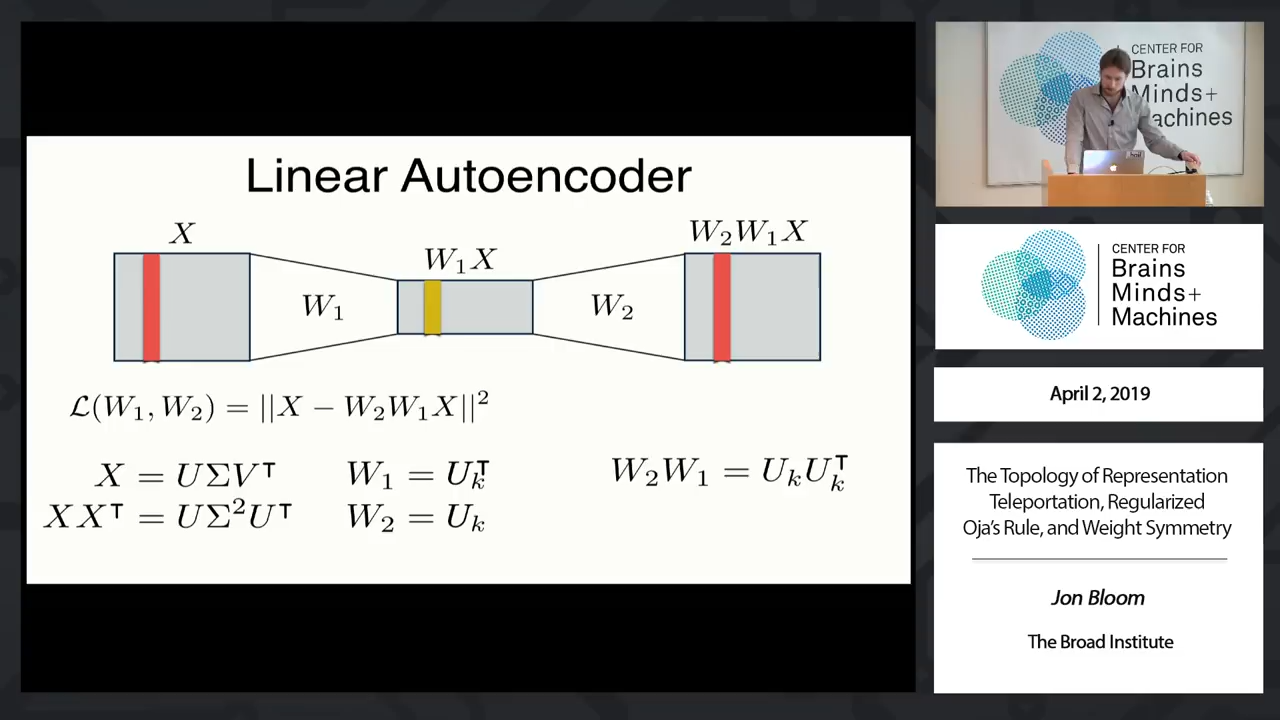 Linear Autoencoder
X
W₁X
W₂W₁X
W₁
W₂
ℒ(W₁, W₂) = ||X − W₂W₁X||²
X = UΣVᵀ
W₁ = Uₖᵀ
W₂W₁ = UₖUₖᵀ
XXᵀ = UΣ²Uᵀ
W₂ = Uₖ
CENTER FOR
Brains
Minds+
Machines
CENTER FOR
Brains
Minds+
Machines
April 2, 2019
The Topology of Representation
Teleportation, Regularized
Oja's Rule, and Weight Symmetry
Jon Bloom
The Broad Institute